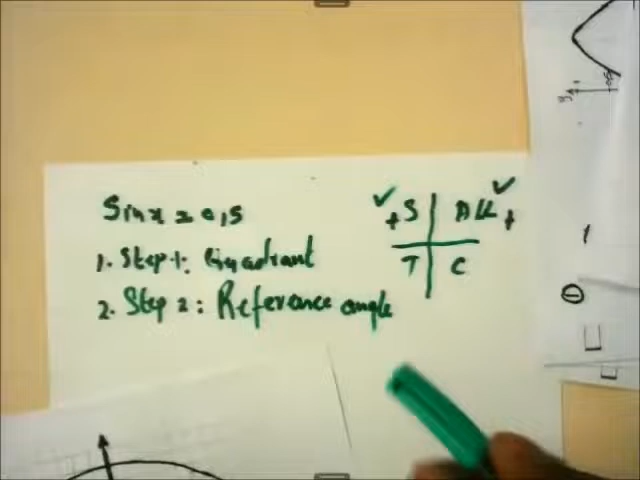 Sin x = 0,5
1. Step 1: Quadrant
2. Step 2: Reference angle
✓ +S ALL + ✓
T C